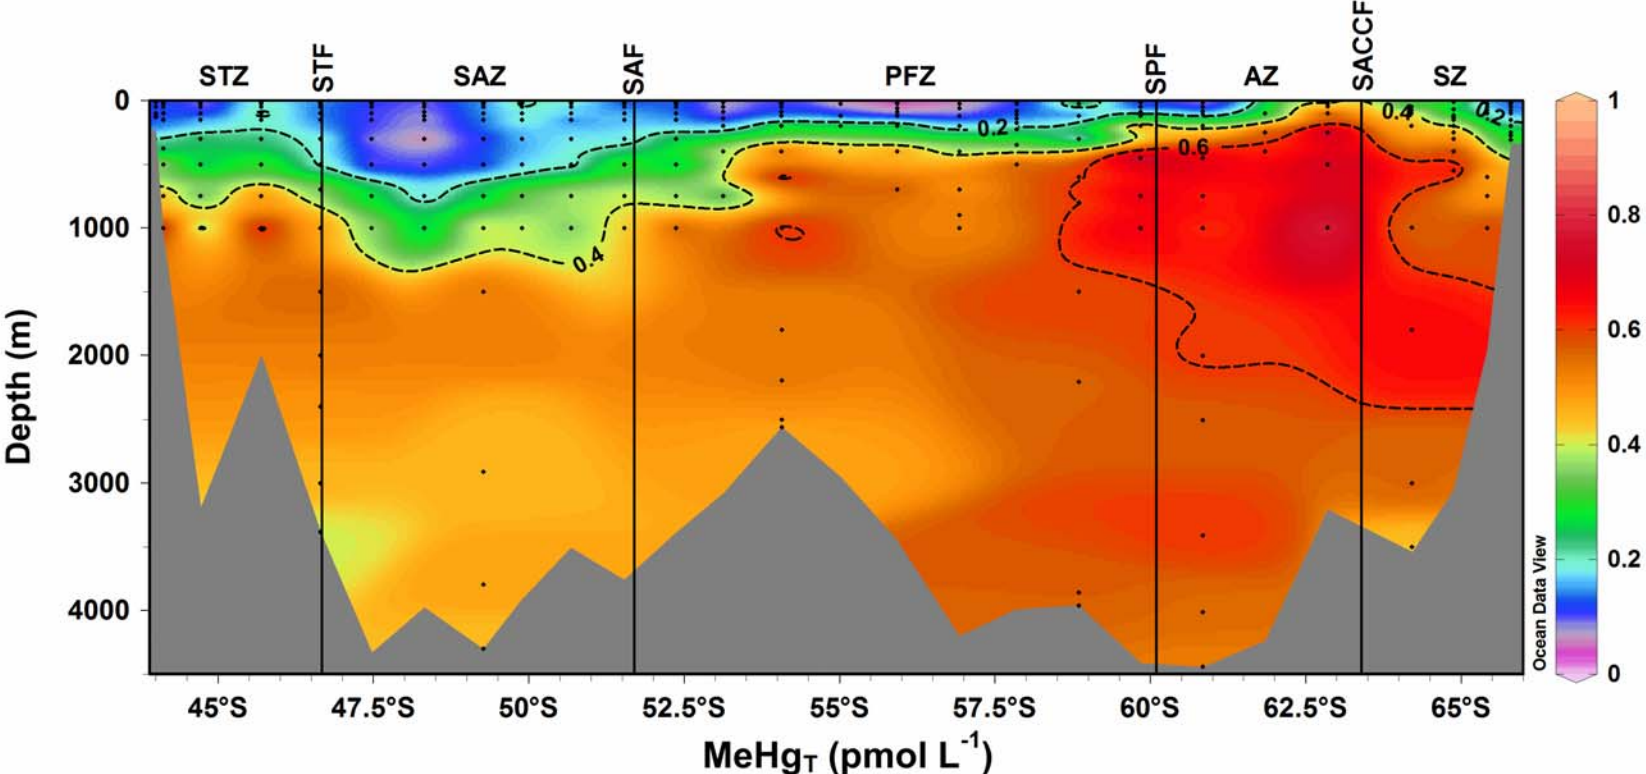 STZ STF SAZ SAF PFZ SPF AZ SACCF SZ
0 1000 2000 3000 4000
Depth (m)
0.2 0.4 0.6 0.4 0.2
45°S 47.5°S 50°S 52.5°S 55°S 57.5°S 60°S 62.5°S 65°S
MeHgT (pmol L-1)
Ocean Data View
1 0.8 0.6 0.4 0.2 0